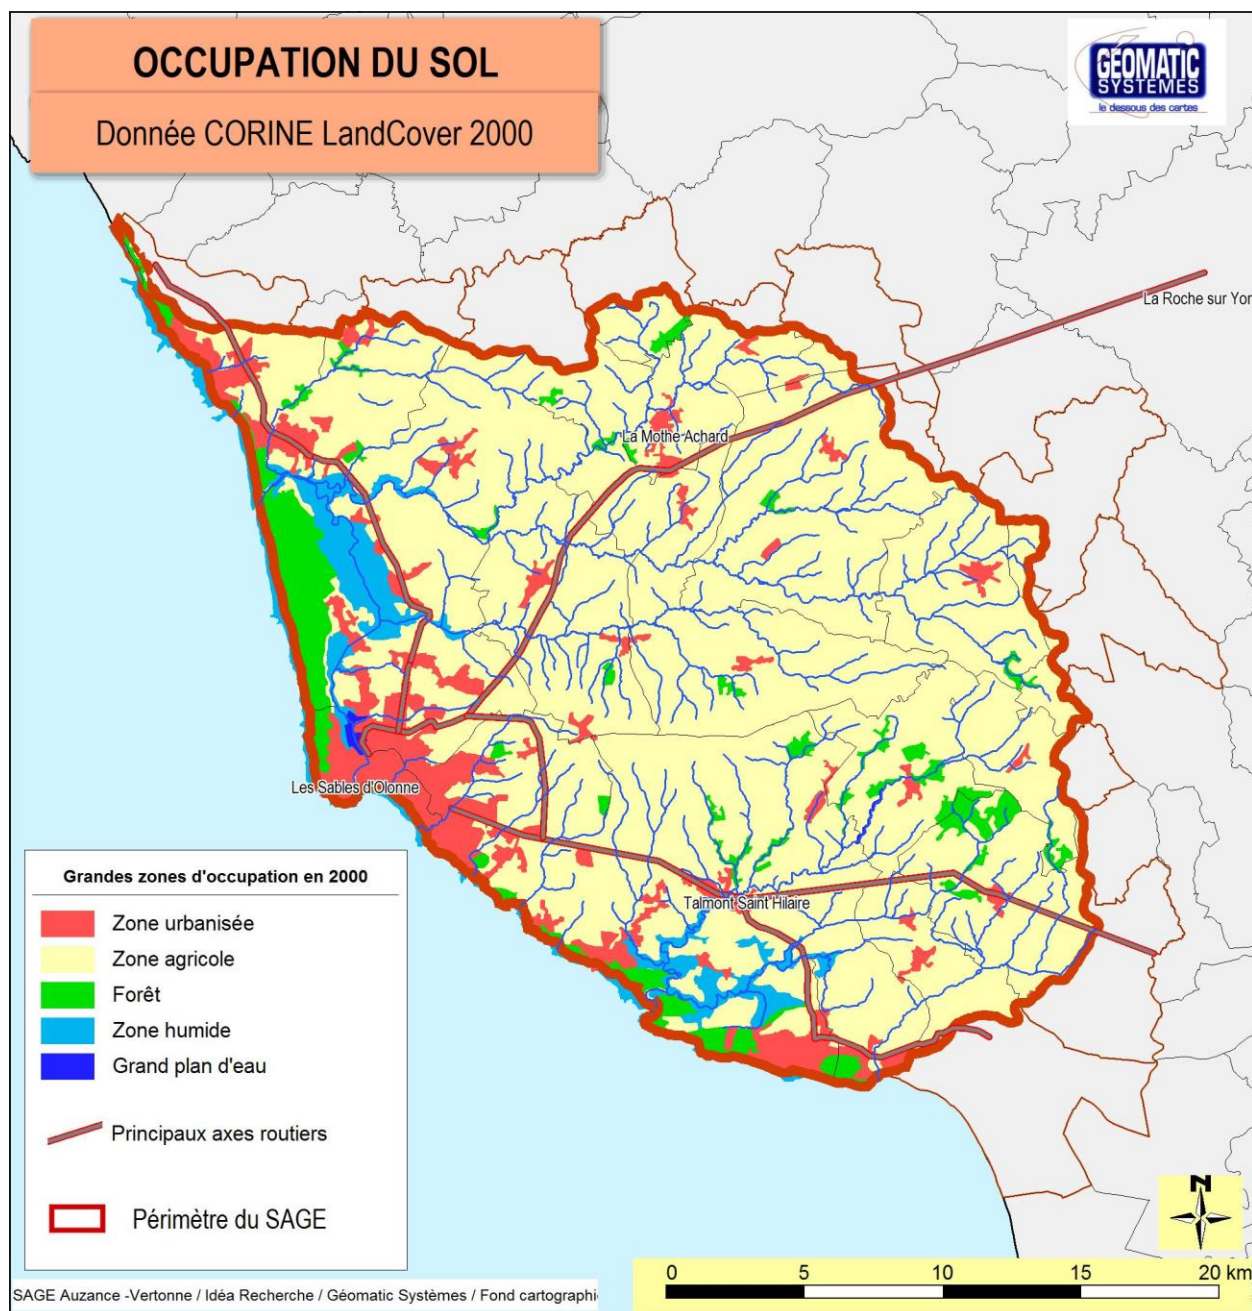 OCCUPATION DU SOL
Donnée CORINE LandCover 2000
GÉOMATIC
SYSTEMES
le dessous des cartes
La Roche sur Yon
La Mothe Achard
Les Sables d'Olonne
Talmont Saint Hilaire
Grandes zones d'occupation en 2000
Zone urbanisée
Zone agricole
Forêt
Zone humide
Grand plan d'eau
Principaux axes routiers
Périmètre du SAGE
N
0 5 10 15 20 km
SAGE Auzance -Vertonne / Idéa Recherche / Géomatic Systèmes / Fond cartographi